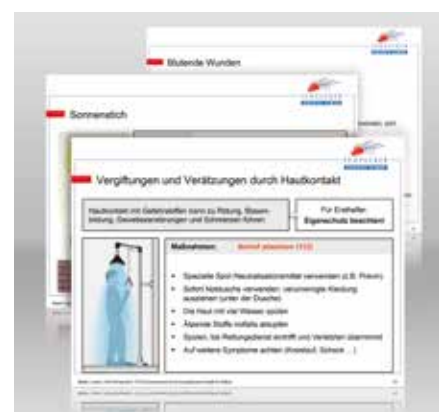 Blutende Wunden
Sonnenstich
Vergiftungen und Verätzungen durch Hautkontakt
Hautkontakt mit Gefahrstoffen kann zu Rötung, Blasen-
bildung, Gewebszerstörungen und Schmerzen führen
Für Ersthelfer:
Eigenschutz beachten!
Maßnahmen: Notruf absetzen (112)
Spezielle Spül-/Neutralisationsmittel verwenden (z.B. Previn)
Sofort Notdusche verwenden, verunreinigte Kleidung
ausziehen (unter der Dusche)
Die Haut mit viel Wasser spülen
Ätzende Stoffe notfalls abtupfen
Spülen, bis Rettungsdienst eintrifft und Verletzten übernimmt
Auf weitere Symptome achten (Kreislauf, Schock ...)